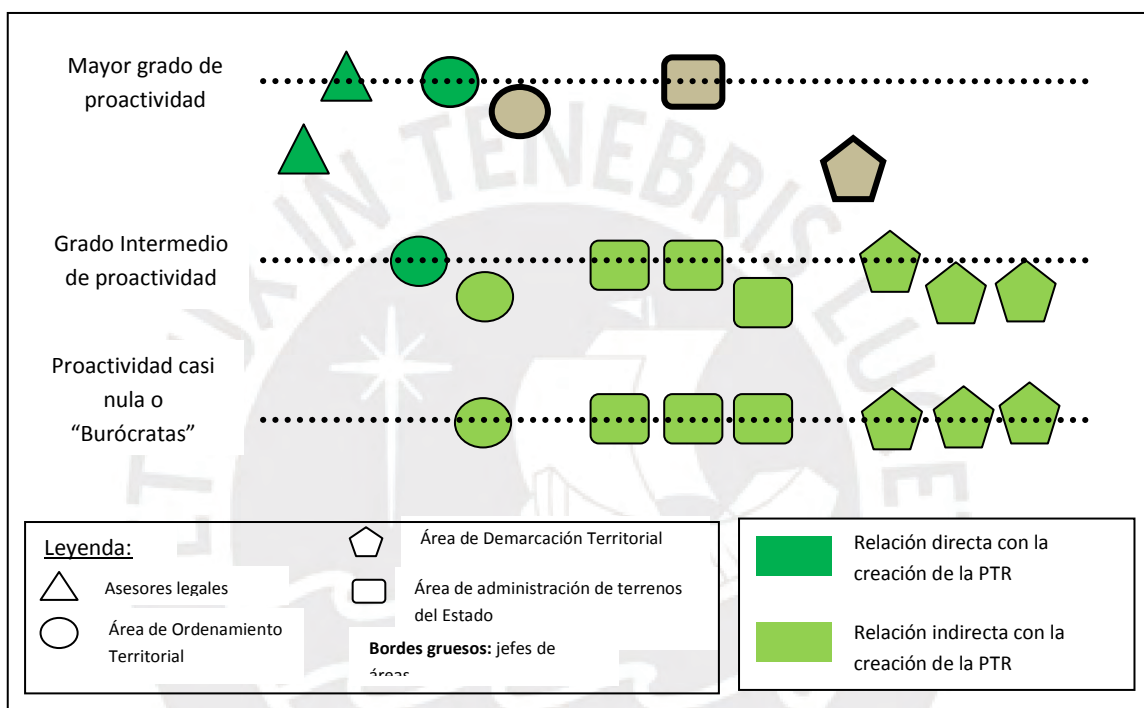 Mayor grado de
proactividad
Grado Intermedio
de proactividad
Proactividad casi
nula o
“Burócratas”
Leyenda:
Asesores legales
Área de Ordenamiento
Territorial
Área de Demarcación Territorial
Área de administración de terrenos
del Estado
Bordes gruesos: jefes de
áreas
Relación directa con la
creación de la PTR
Relación indirecta con la
creación de la PTR